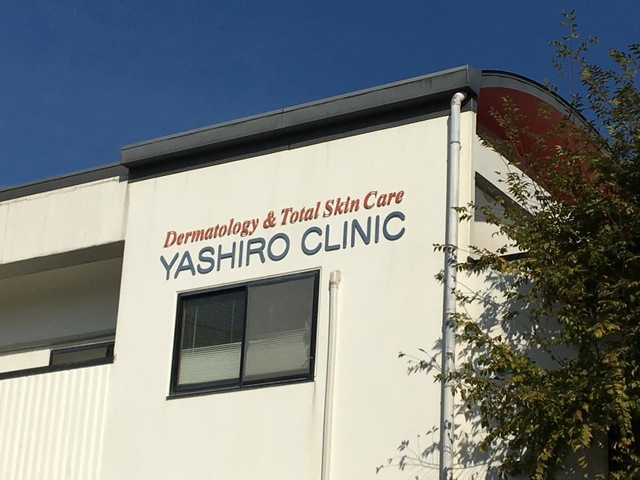 Dermatology & Total Skin Care
YASHIRO CLINIC